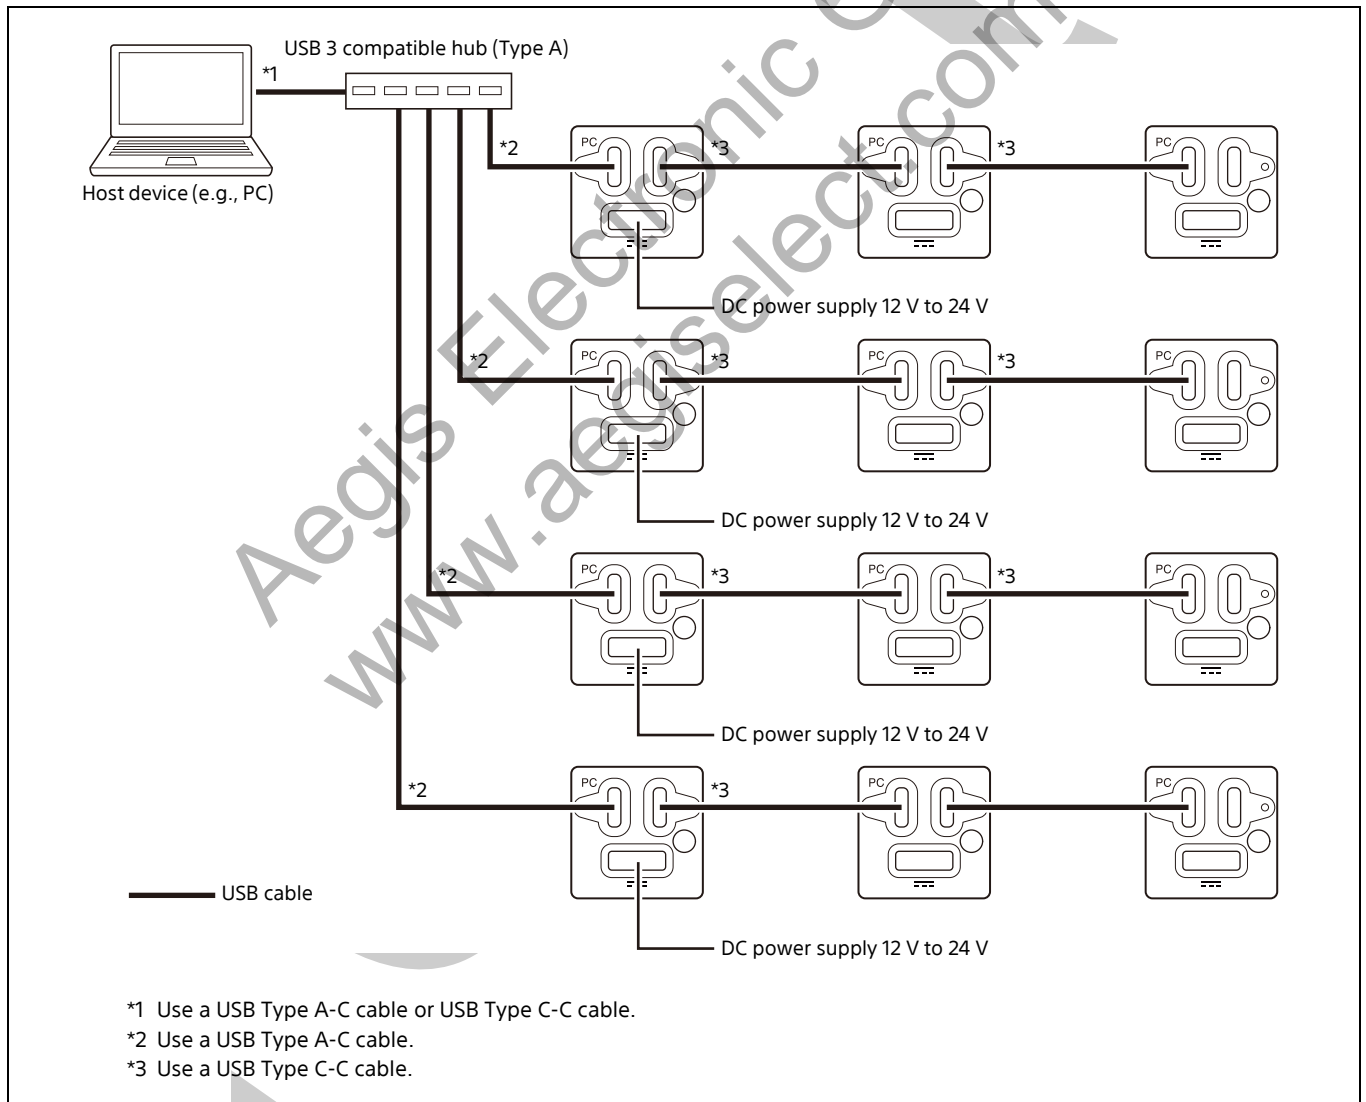 USB 3 compatible hub (Type A)
*1
Host device (e.g., PC)
*2
PC
*3
PC
*3
PC
DC power supply 12 V to 24 V
*2
PC
*3
PC
*3
PC
DC power supply 12 V to 24 V
*2
PC
*3
PC
*3
PC
DC power supply 12 V to 24 V
*2
PC
*3
PC
PC
USB cable
DC power supply 12 V to 24 V
*1 Use a USB Type A-C cable or USB Type C-C cable.
*2 Use a USB Type A-C cable.
*3 Use a USB Type C-C cable.
Aegis Electronic
www.aegiselect.com